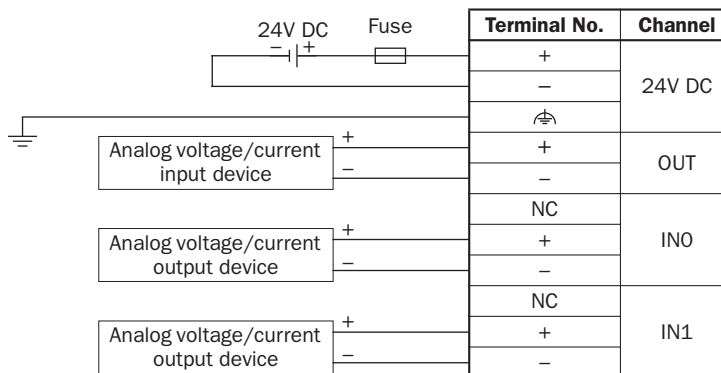 24V DC
Fuse
Terminal No.
Channel
− +
+
24V DC
−
+
Analog voltage/current
input device
+
−
+
−
OUT
NC
Analog voltage/current
output device
+
−
+
−
IN0
NC
Analog voltage/current
output device
+
−
+
−
IN1